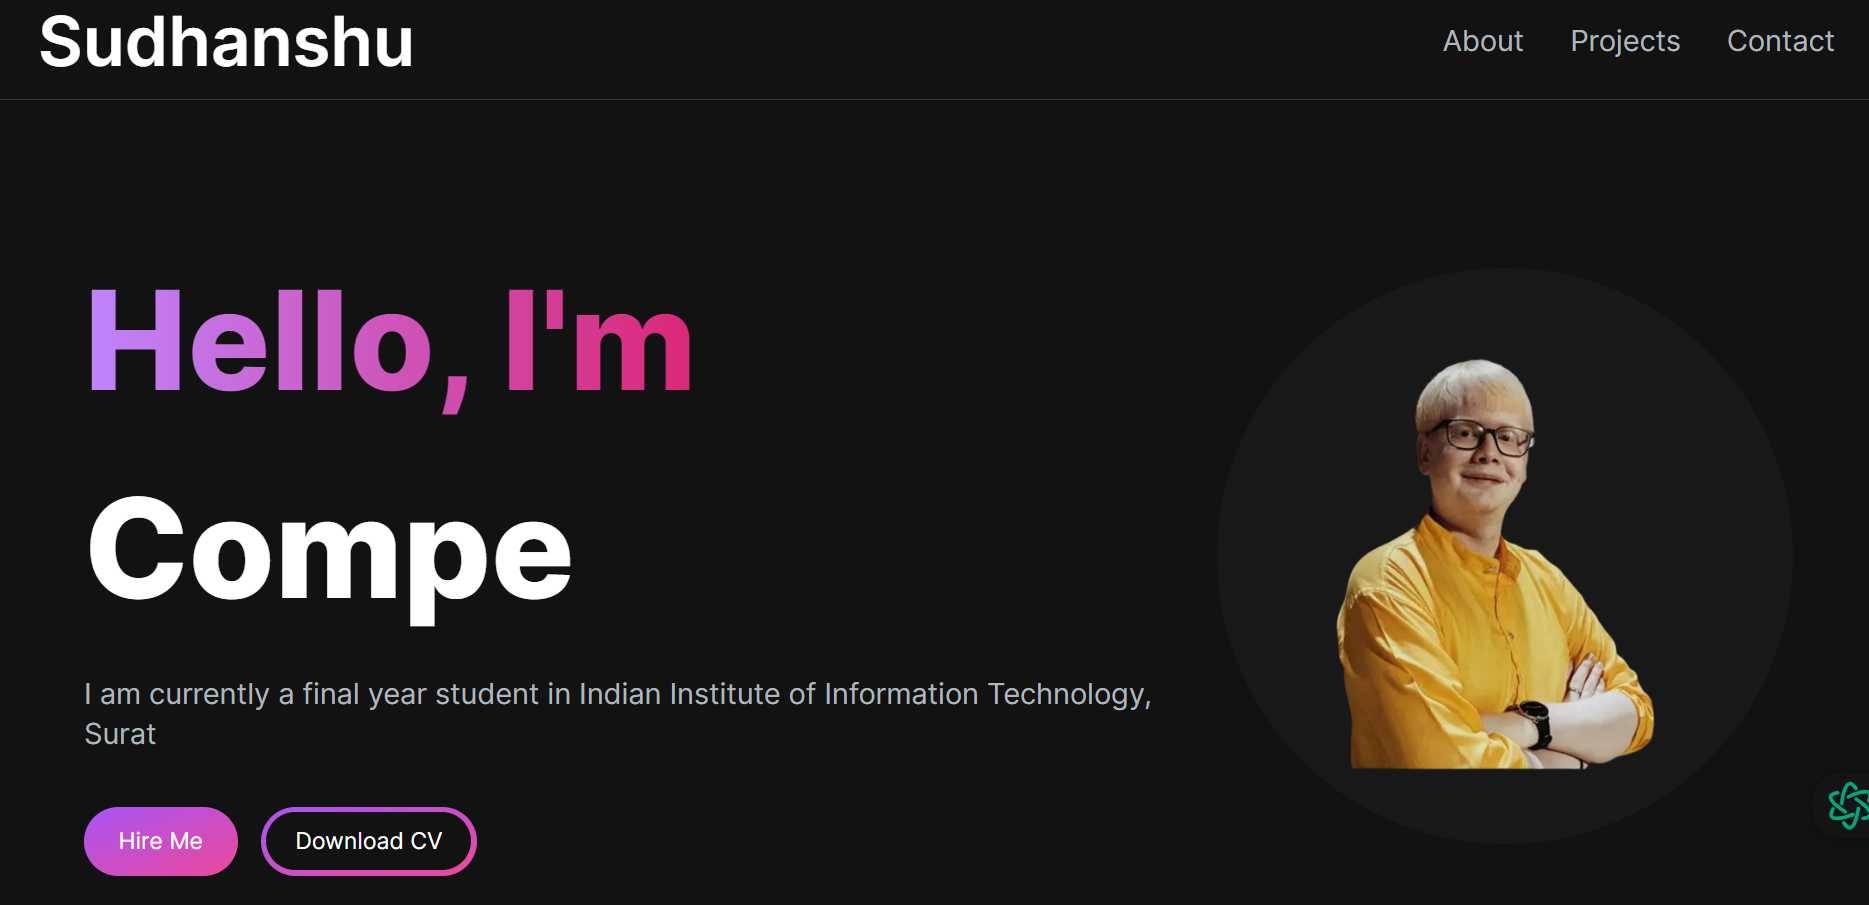 Sudhanshu
About Projects Contact
Hello, I'm
Compe
I am currently a final year student in Indian Institute of Information Technology,
Surat
Hire Me
Download CV